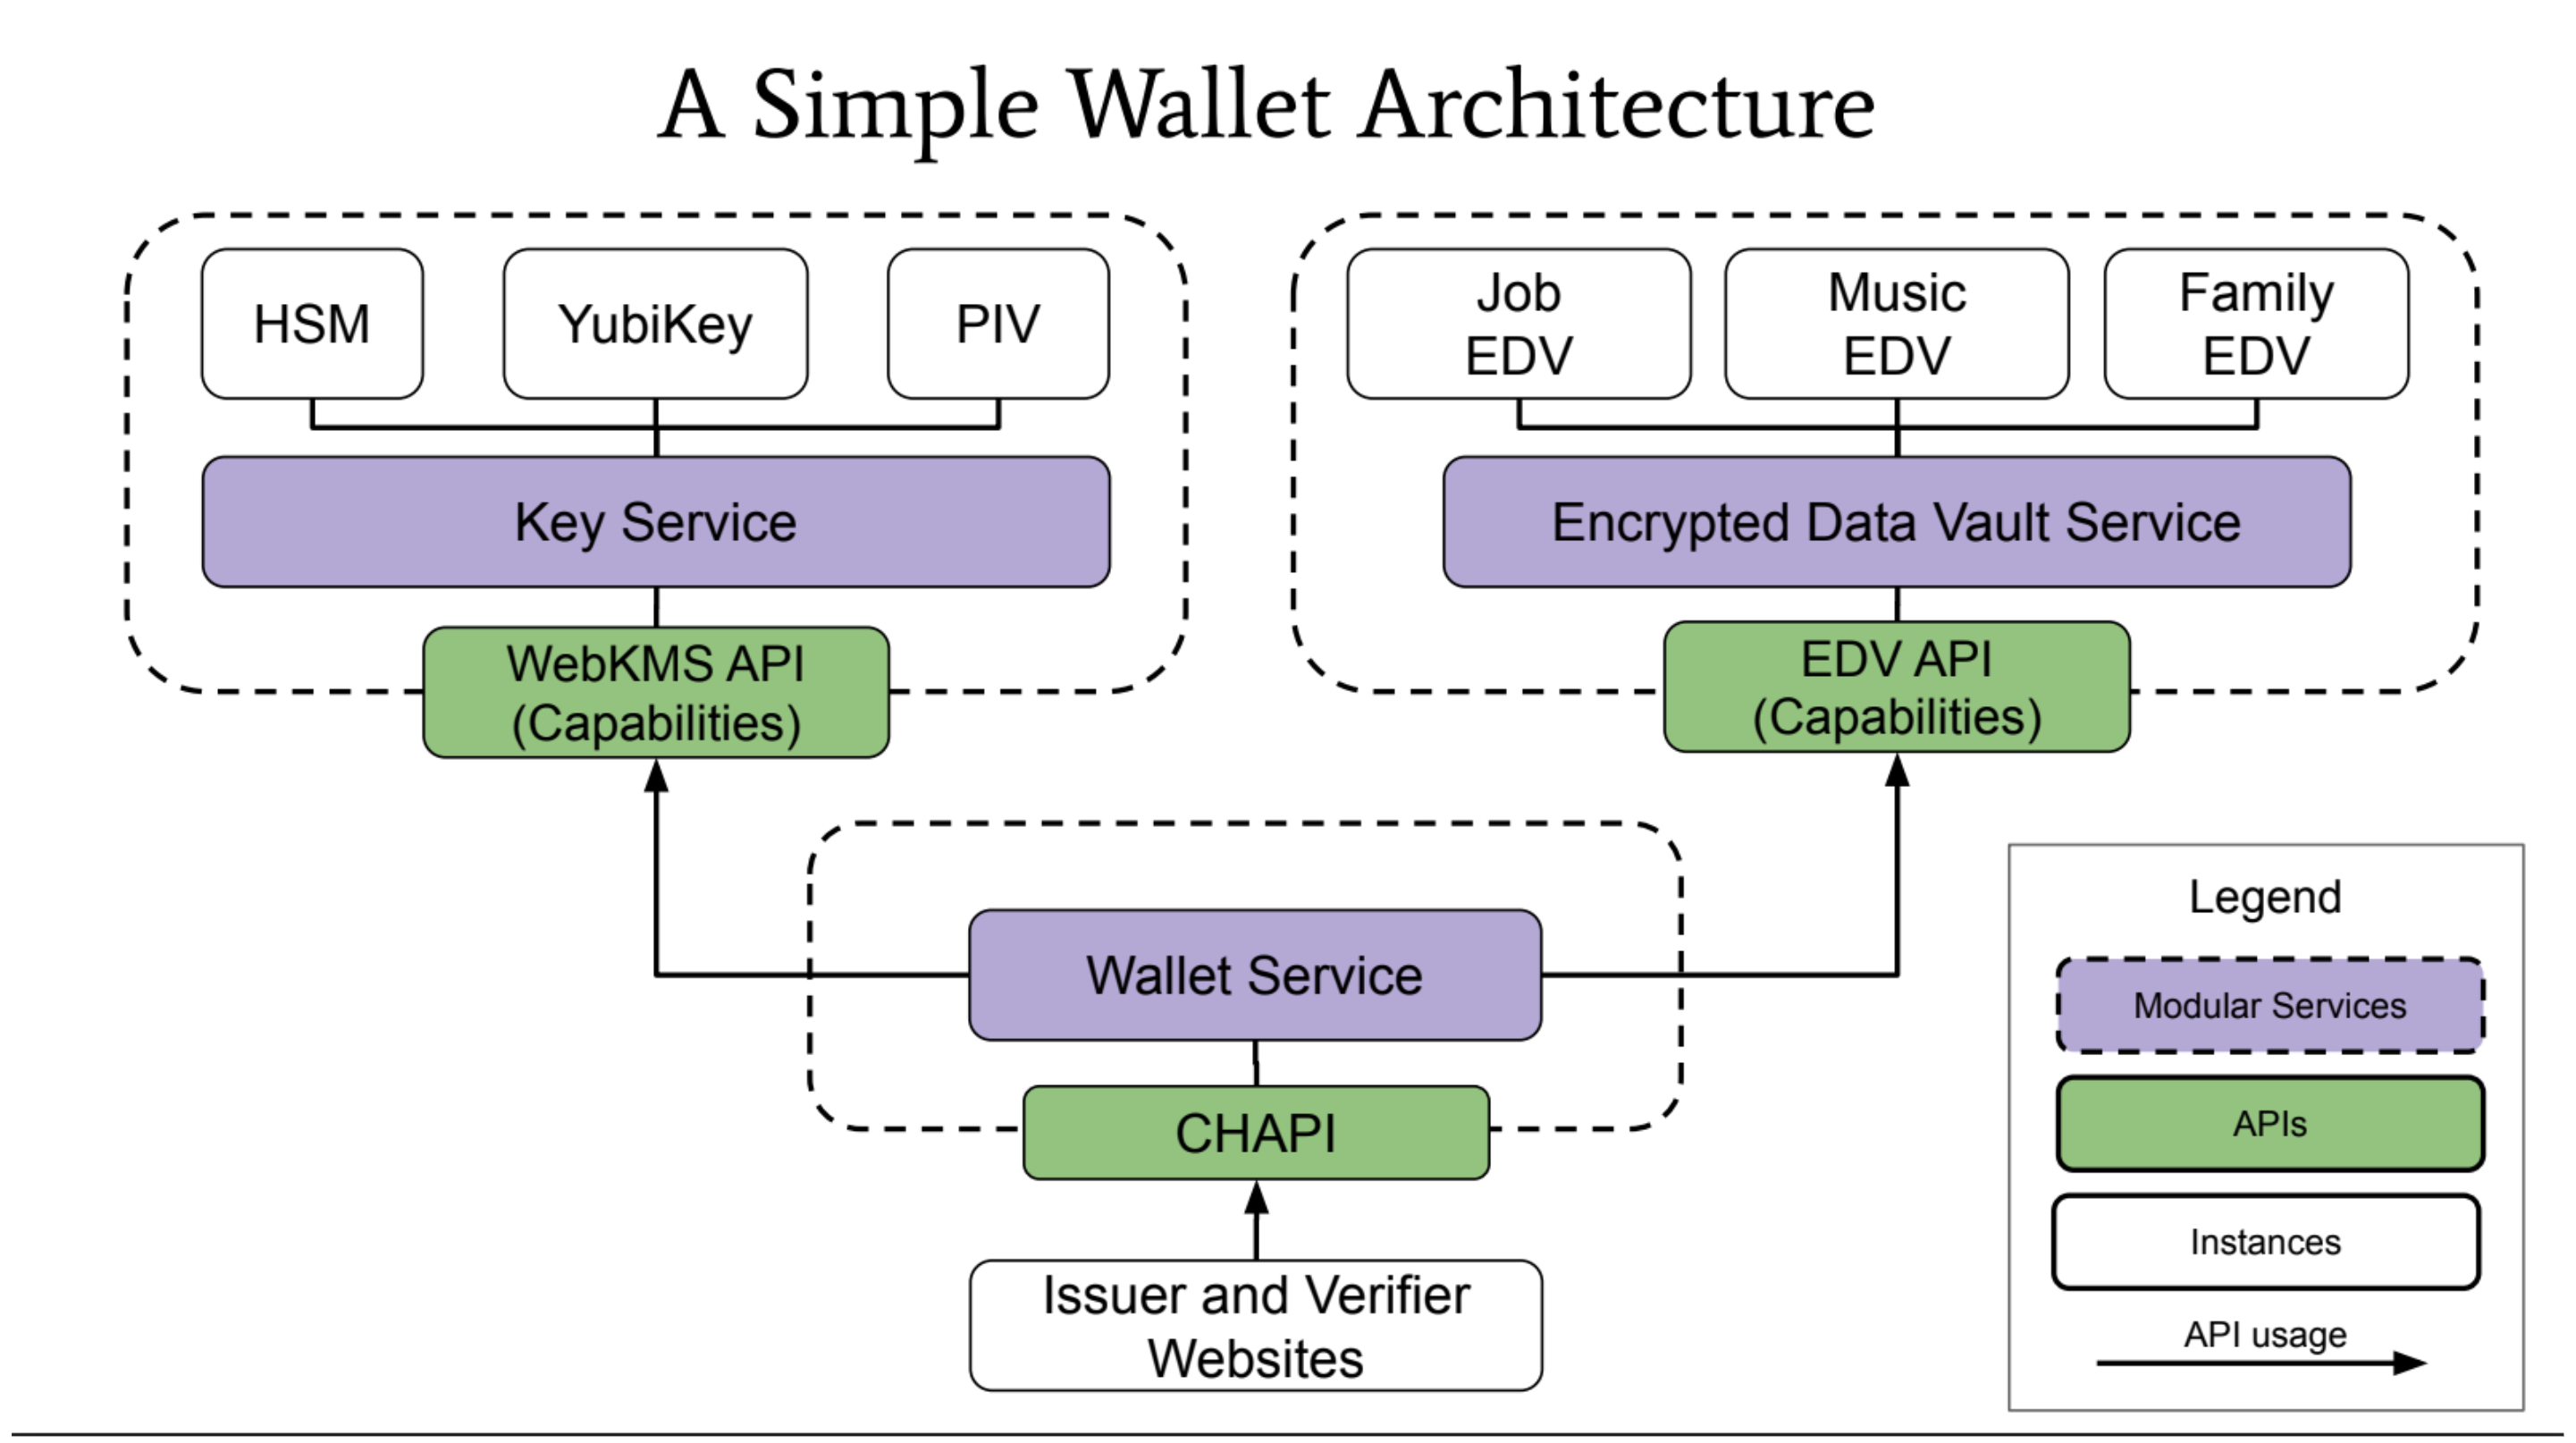 A Simple Wallet Architecture
HSM
YubiKey
PIV
Job
EDV
Music
EDV
Family
EDV
Key Service
Encrypted Data Vault Service
WebKMS API
(Capabilities)
EDV API
(Capabilities)
Wallet Service
CHAPI
Issuer and Verifier
Websites
Legend
Modular Services
APIs
Instances
API usage